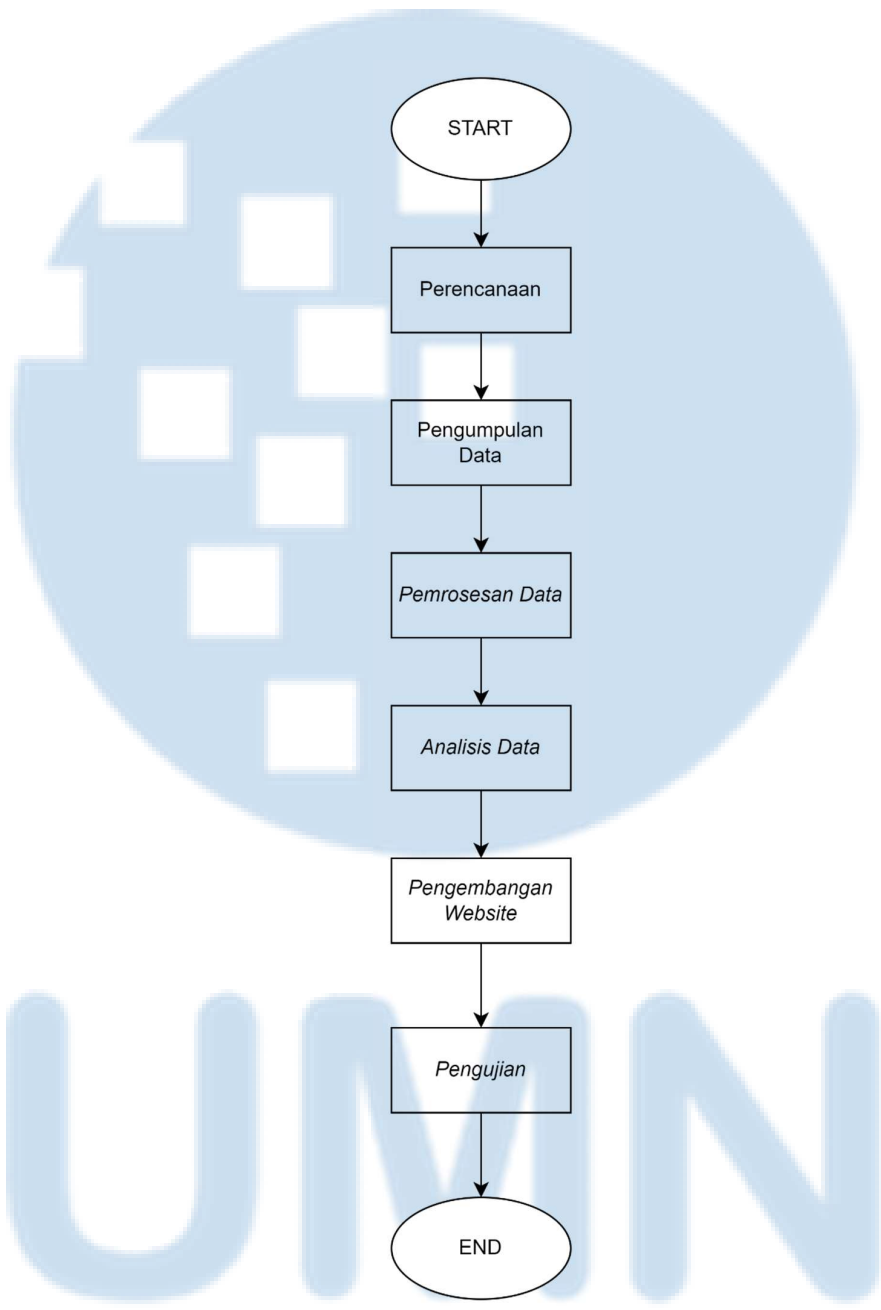 START
Perencanaan
Pengumpulan
Data
Pemrosesan Data
Analisis Data
Pengembangan
Website
Pengujian
END
UMN